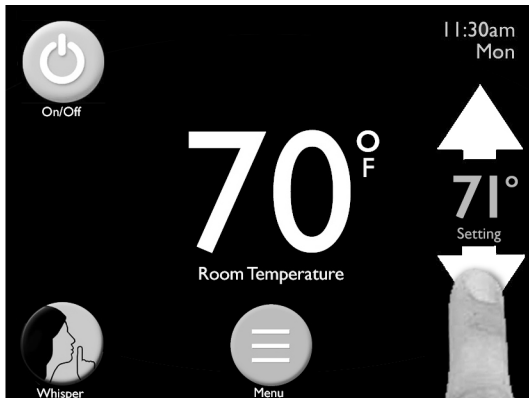 11:30am
Mon
On/Off
70°
F
Room Temperature
71°
Setting
Whisper
Menu